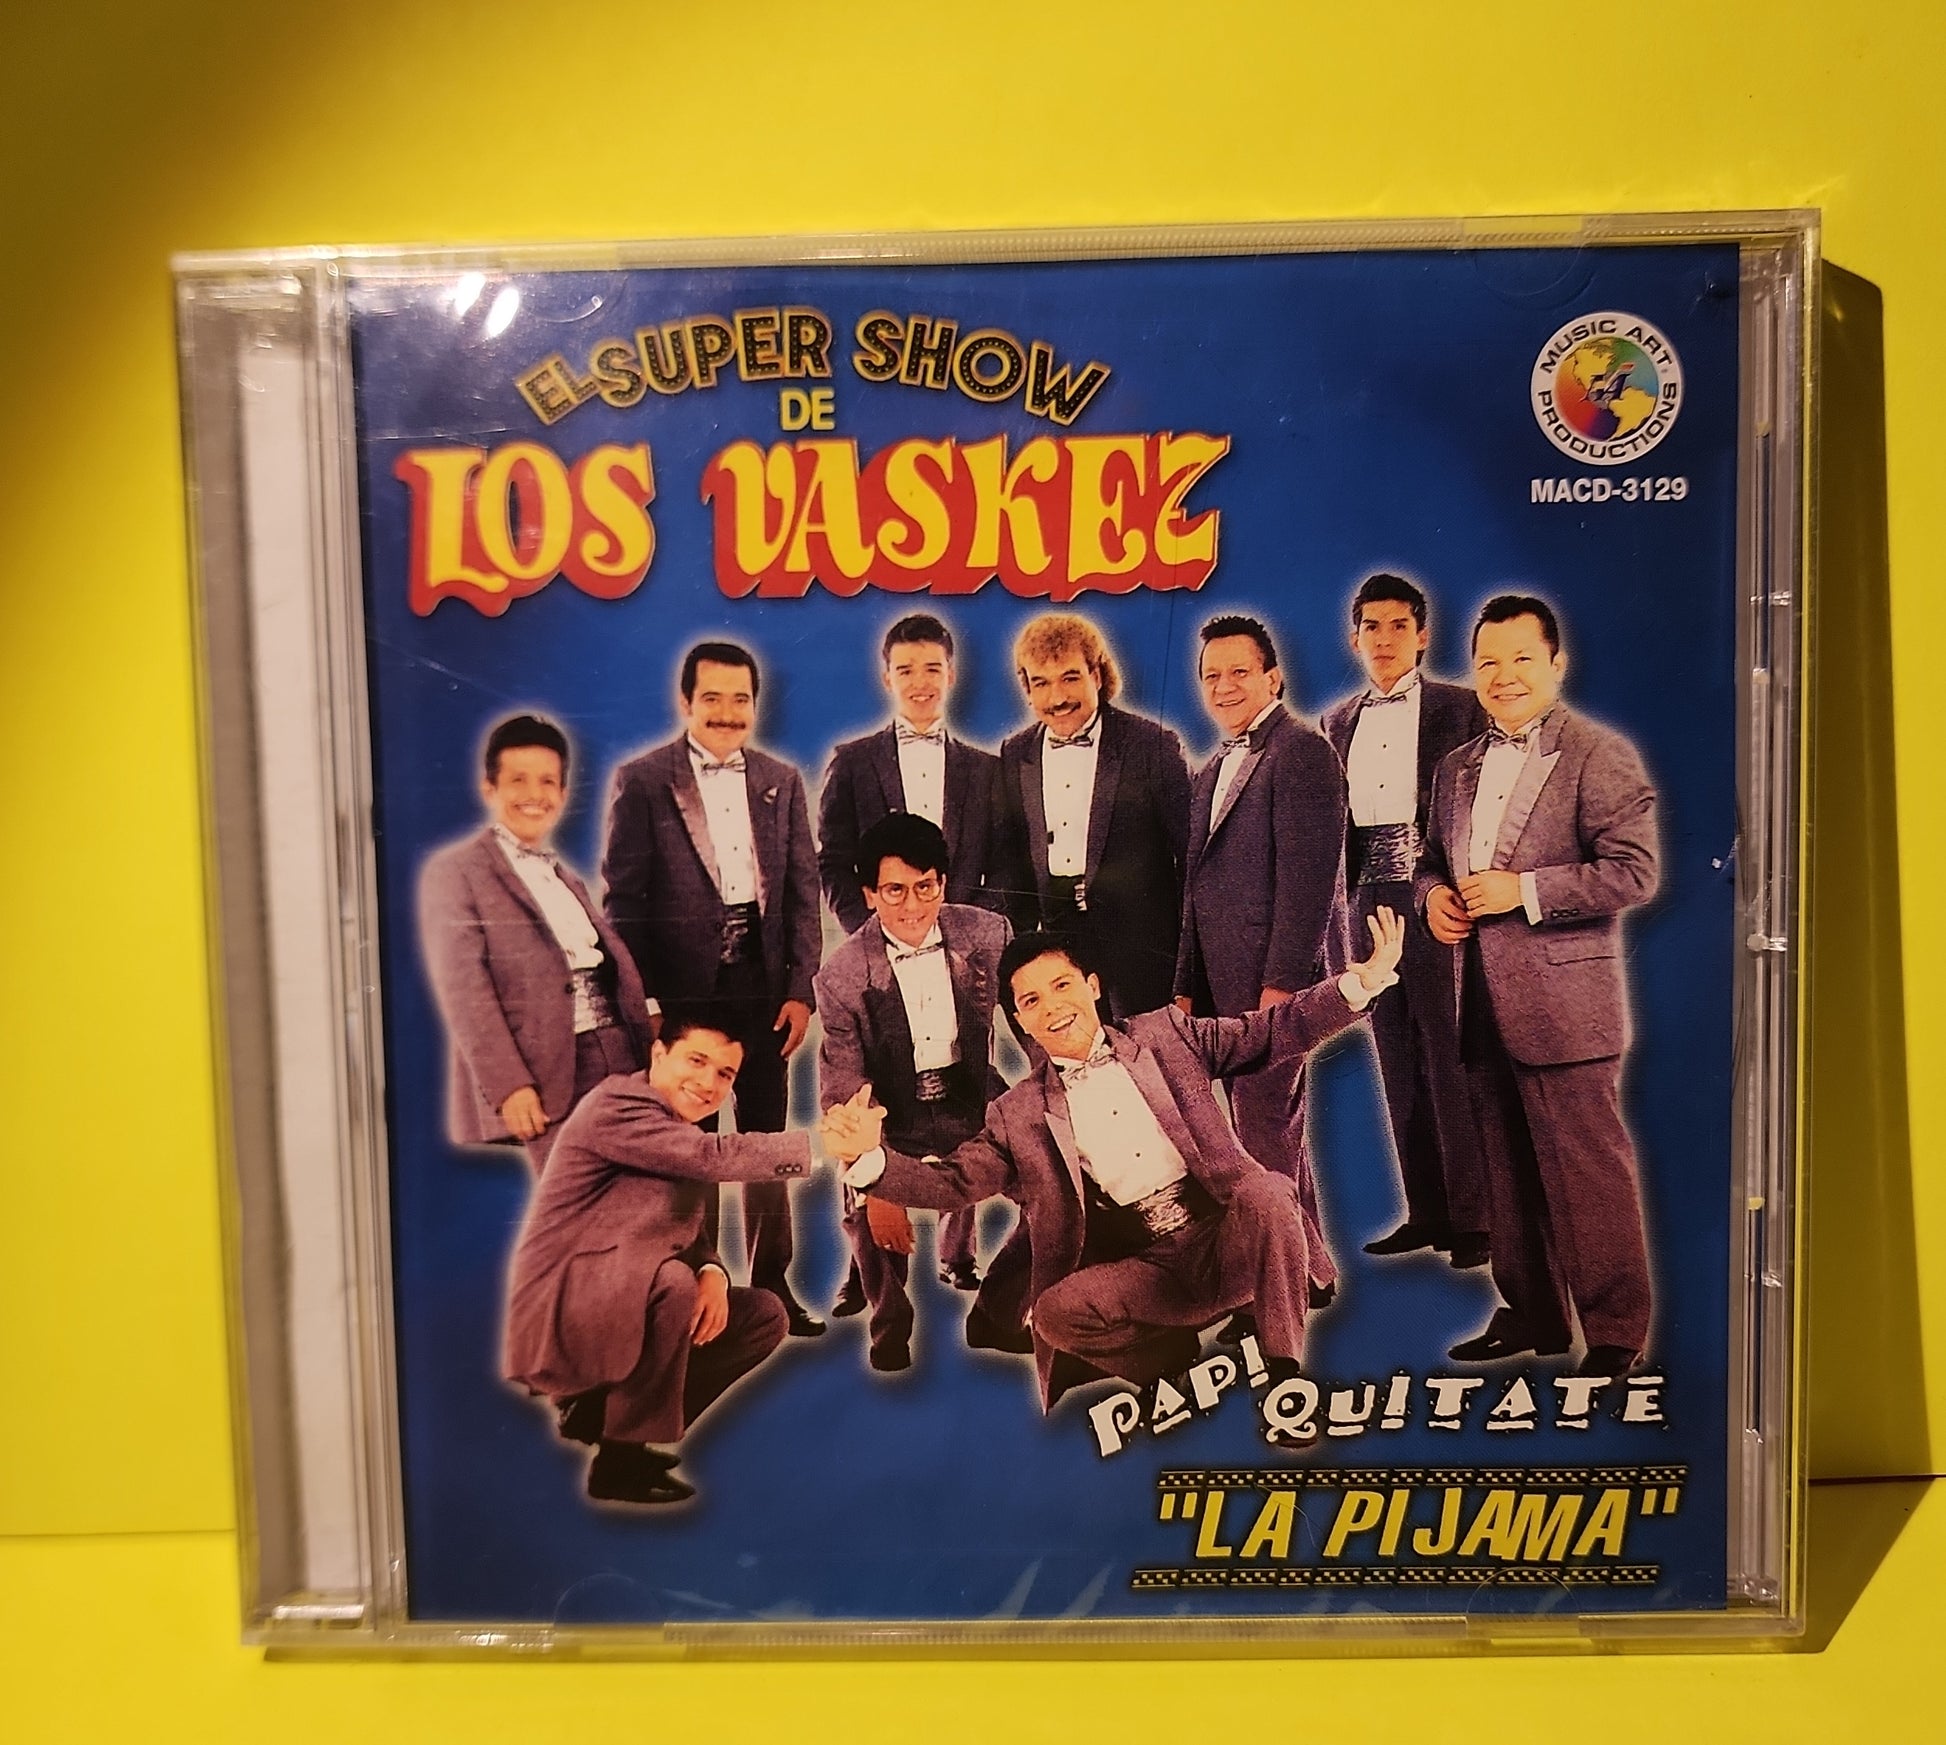 EL SUPER SHOW
DE
LOS VASKEZ
MUSIC ART
PRODUCTIONS
MACD-3129
PAPI QUITATE
"LA PIJAMA"